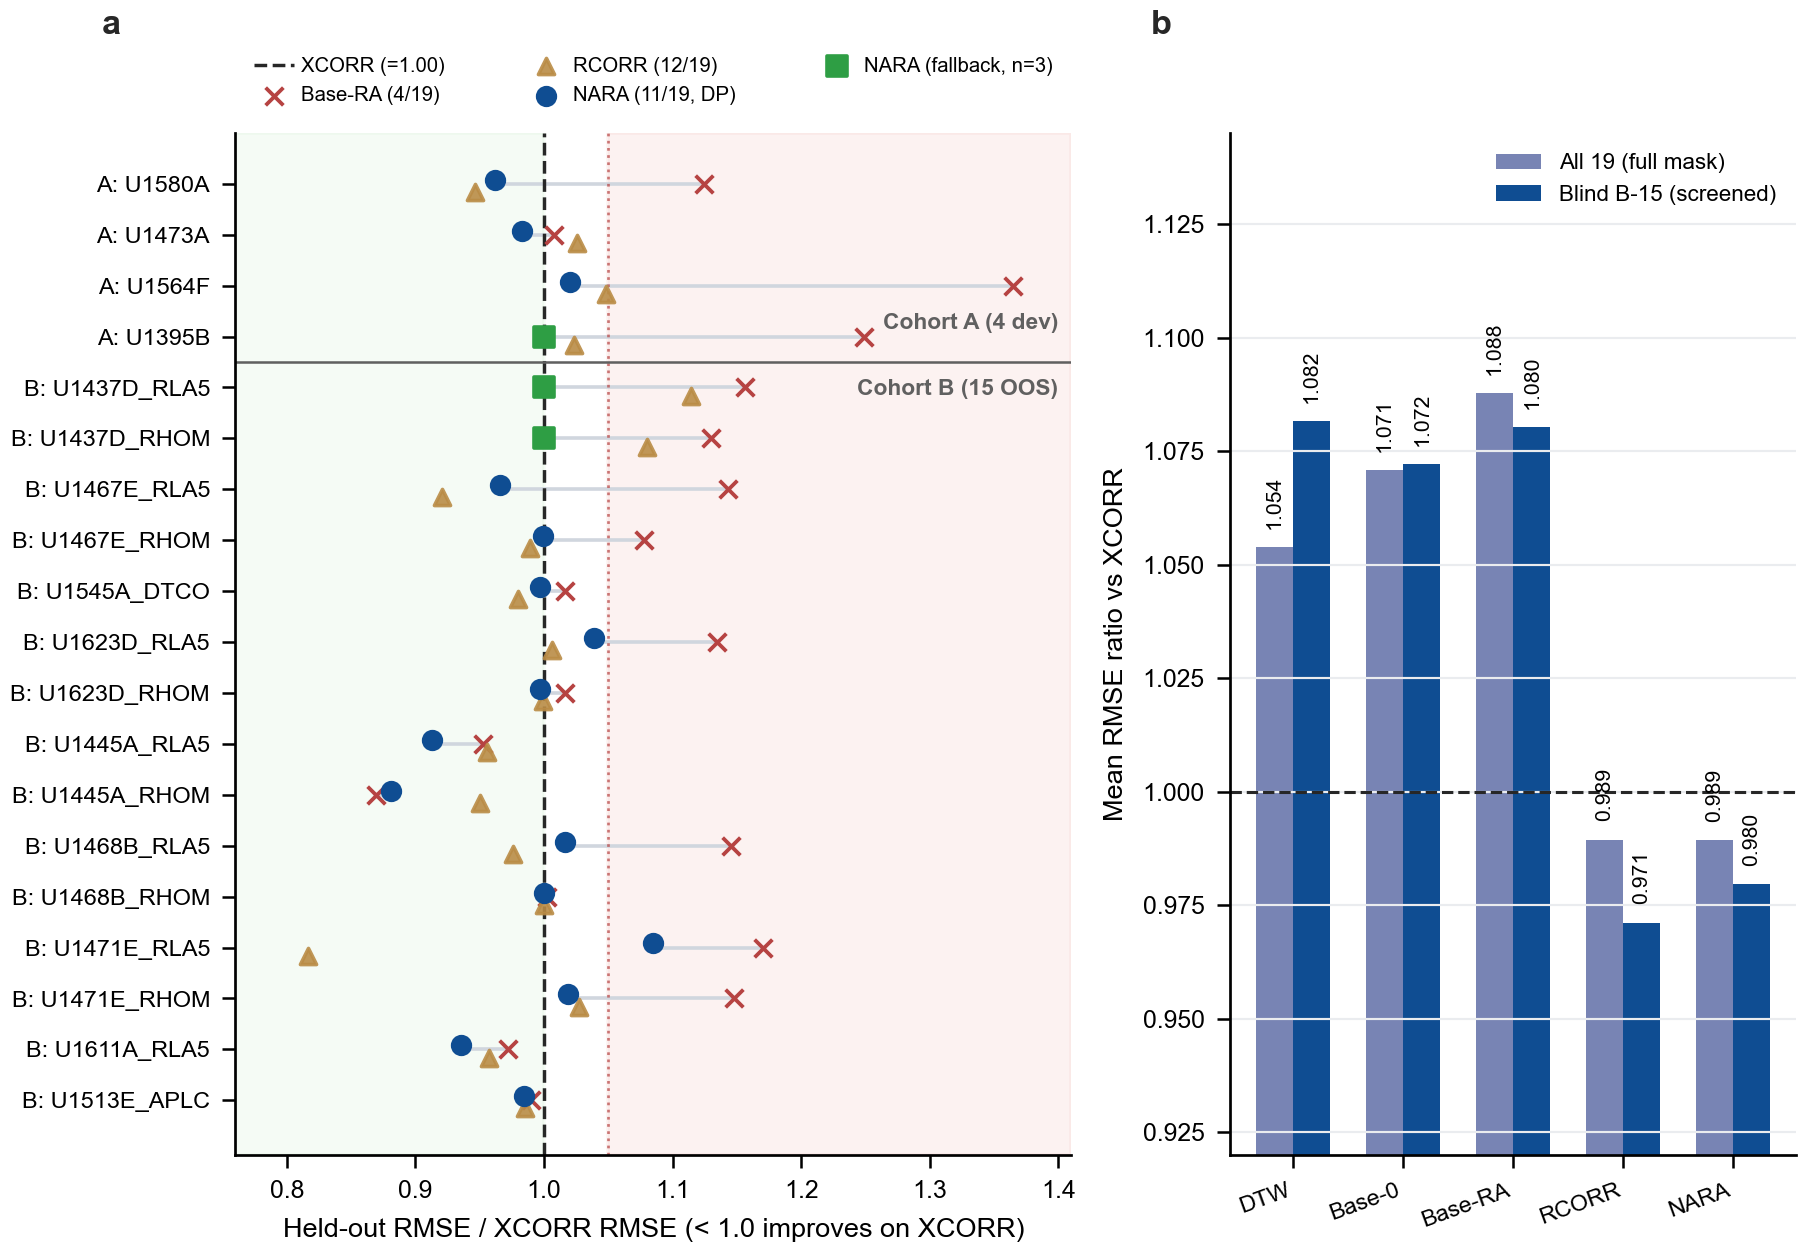 a
XCORR (=1.00)
Base-RA (4/19)
RCORR (12/19)
NARA (11/19, DP)
NARA (fallback, n=3)
A: U1580A
A: U1473A
A: U1564F
A: U1395B
B: U1437D_RLA5
B: U1437D_RHOM
B: U1467E_RLA5
B: U1467E_RHOM
B: U1545A_DTCO
B: U1623D_RLA5
B: U1623D_RHOM
B: U1445A_RLA5
B: U1445A_RHOM
B: U1468B_RLA5
B: U1468B_RHOM
B: U1471E_RLA5
B: U1471E_RHOM
B: U1611A_RLA5
B: U1513E_APLC
Cohort A (4 dev)
Cohort B (15 OOS)
0.8
0.9
1.0
1.1
1.2
1.3
1.4
Held-out RMSE / XCORR RMSE (< 1.0 improves on XCORR)
b
All 19 (full mask)
Blind B-15 (screened)
Mean RMSE ratio vs XCORR
1.125
1.100
1.075
1.050
1.025
1.000
0.975
0.950
0.925
1.054
1.082
1.071
1.072
1.088
1.080
0.989
0.971
0.989
0.980
DTW
Base-0
Base-RA
RCORR
NARA